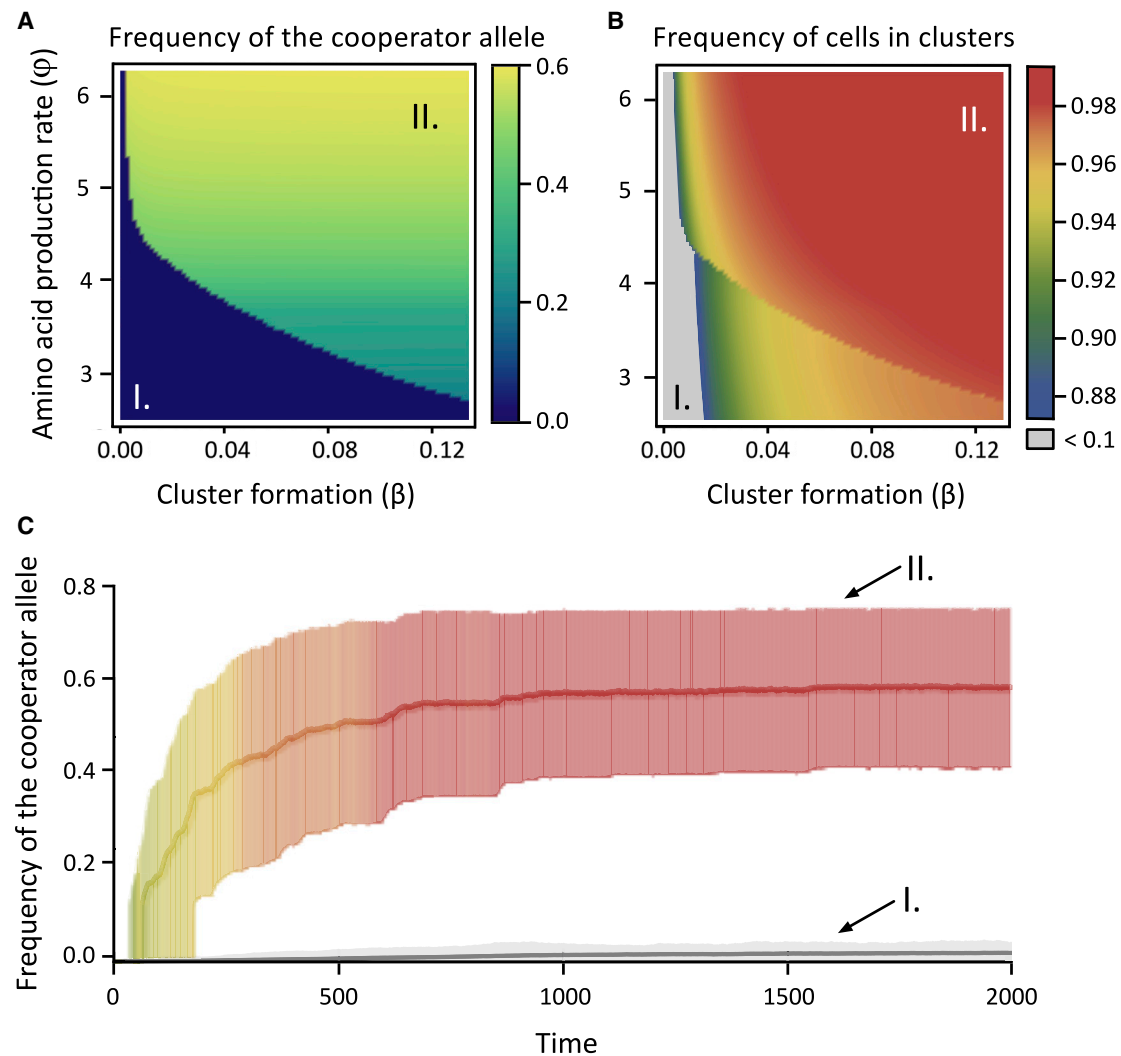 A
Frequency of the cooperator allele
B
Frequency of cells in clusters
Amino acid production rate (φ)
6
5
4
3
II.
I.
0.00 0.04 0.08 0.12
Cluster formation (β)
0.6
0.4
0.2
0.0
6
5
4
3
II.
I.
0.00 0.04 0.08 0.12
Cluster formation (β)
0.98
0.96
0.94
0.92
0.90
0.88
< 0.1
C
Frequency of the cooperator allele
0.8
0.6
0.4
0.2
0.0
II.
I.
0 500 1000 1500 2000
Time